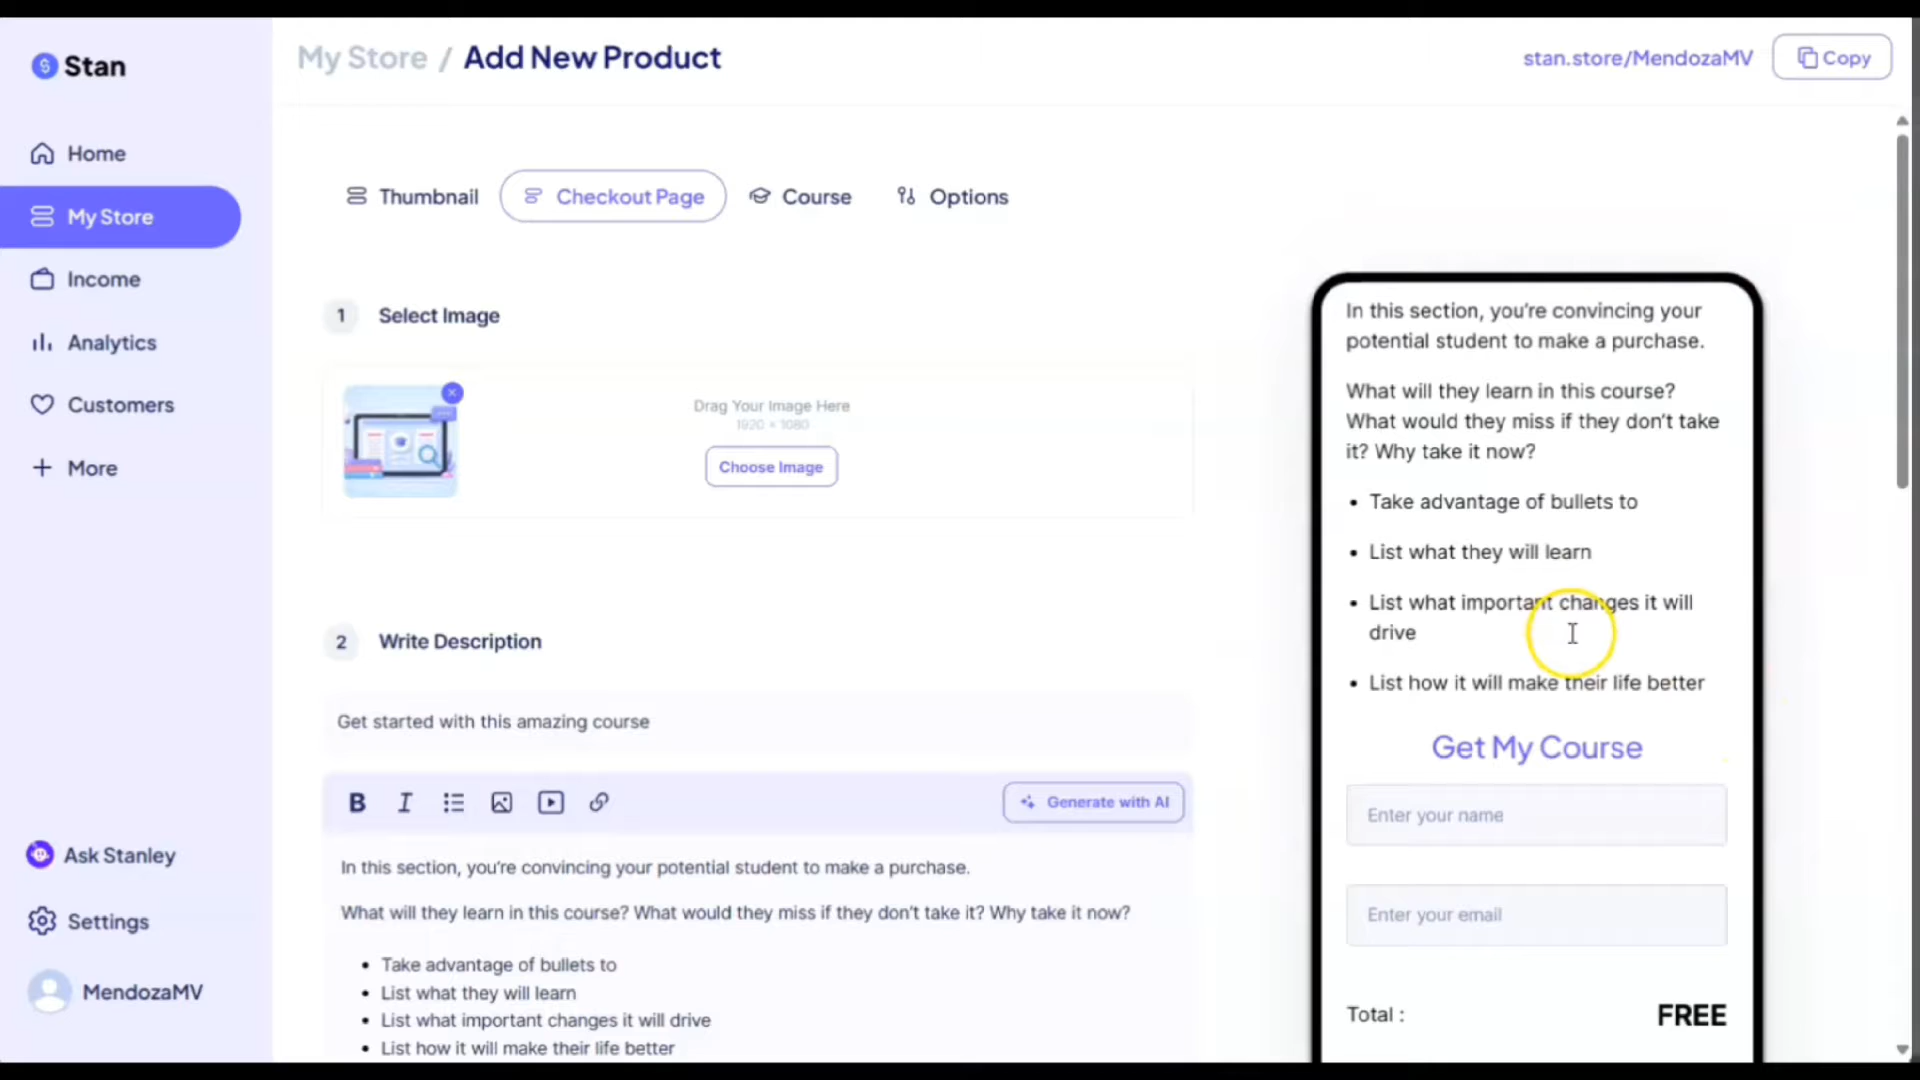 Stan
Home
My Store
Income
Analytics
Customers
More
Ask Stanley
Settings
MendozaMV
My Store / Add New Product
stan.store/MendozaMV
Copy
Thumbnail
Checkout Page
Course
Options
1 Select Image
Drag Your Image Here
1920 × 1080
Choose Image
2 Write Description
Get started with this amazing course
B I
Generate with AI
In this section, you're convincing your potential student to make a purchase.
What will they learn in this course? What would they miss if they don't take it? Why take it now?
• Take advantage of bullets to
• List what they will learn
• List what important changes it will drive
• List how it will make their life better
In this section, you're convincing your
potential student to make a purchase.
What will they learn in this course?
What would they miss if they don't take
it? Why take it now?
• Take advantage of bullets to
• List what they will learn
• List what important changes it will
drive
• List how it will make their life better
Get My Course
Enter your name
Enter your email
Total : FREE